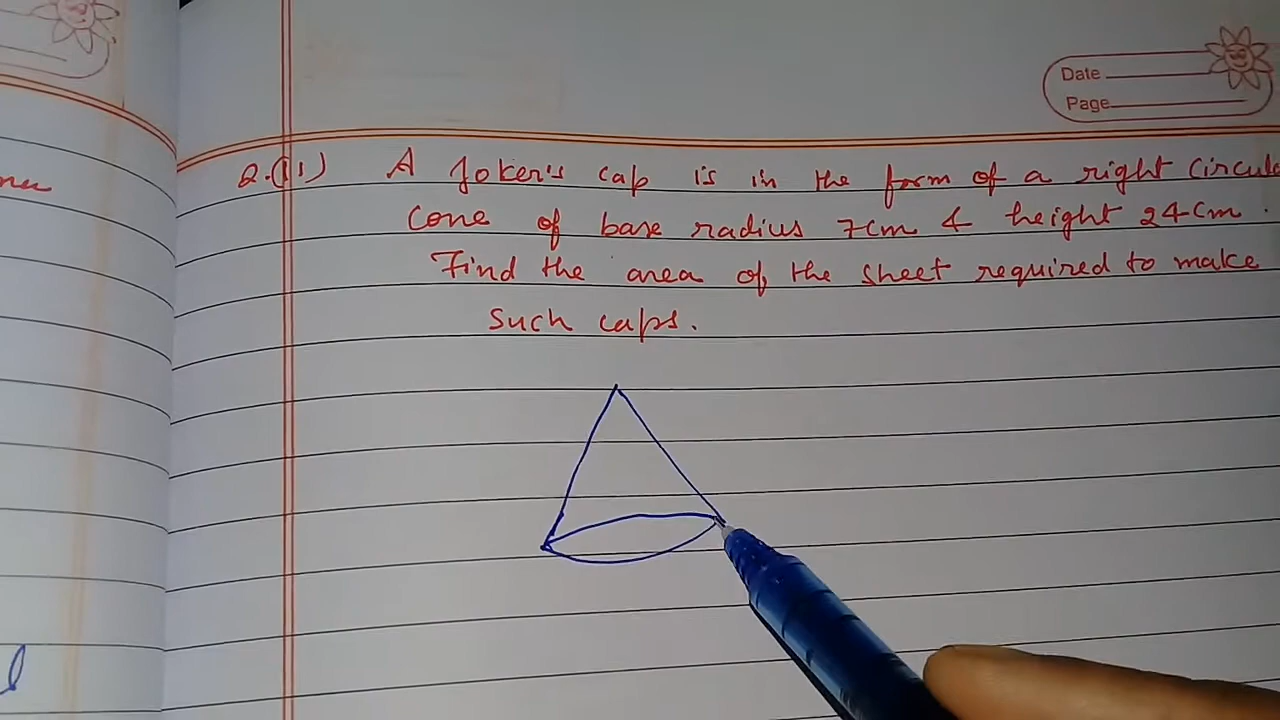 Date
Page
Q.(11) A Joker's cap is in the form of a right Circul
Cone of base radius 7cm & height 24cm.
Find the area of the sheet required to make
Such caps.